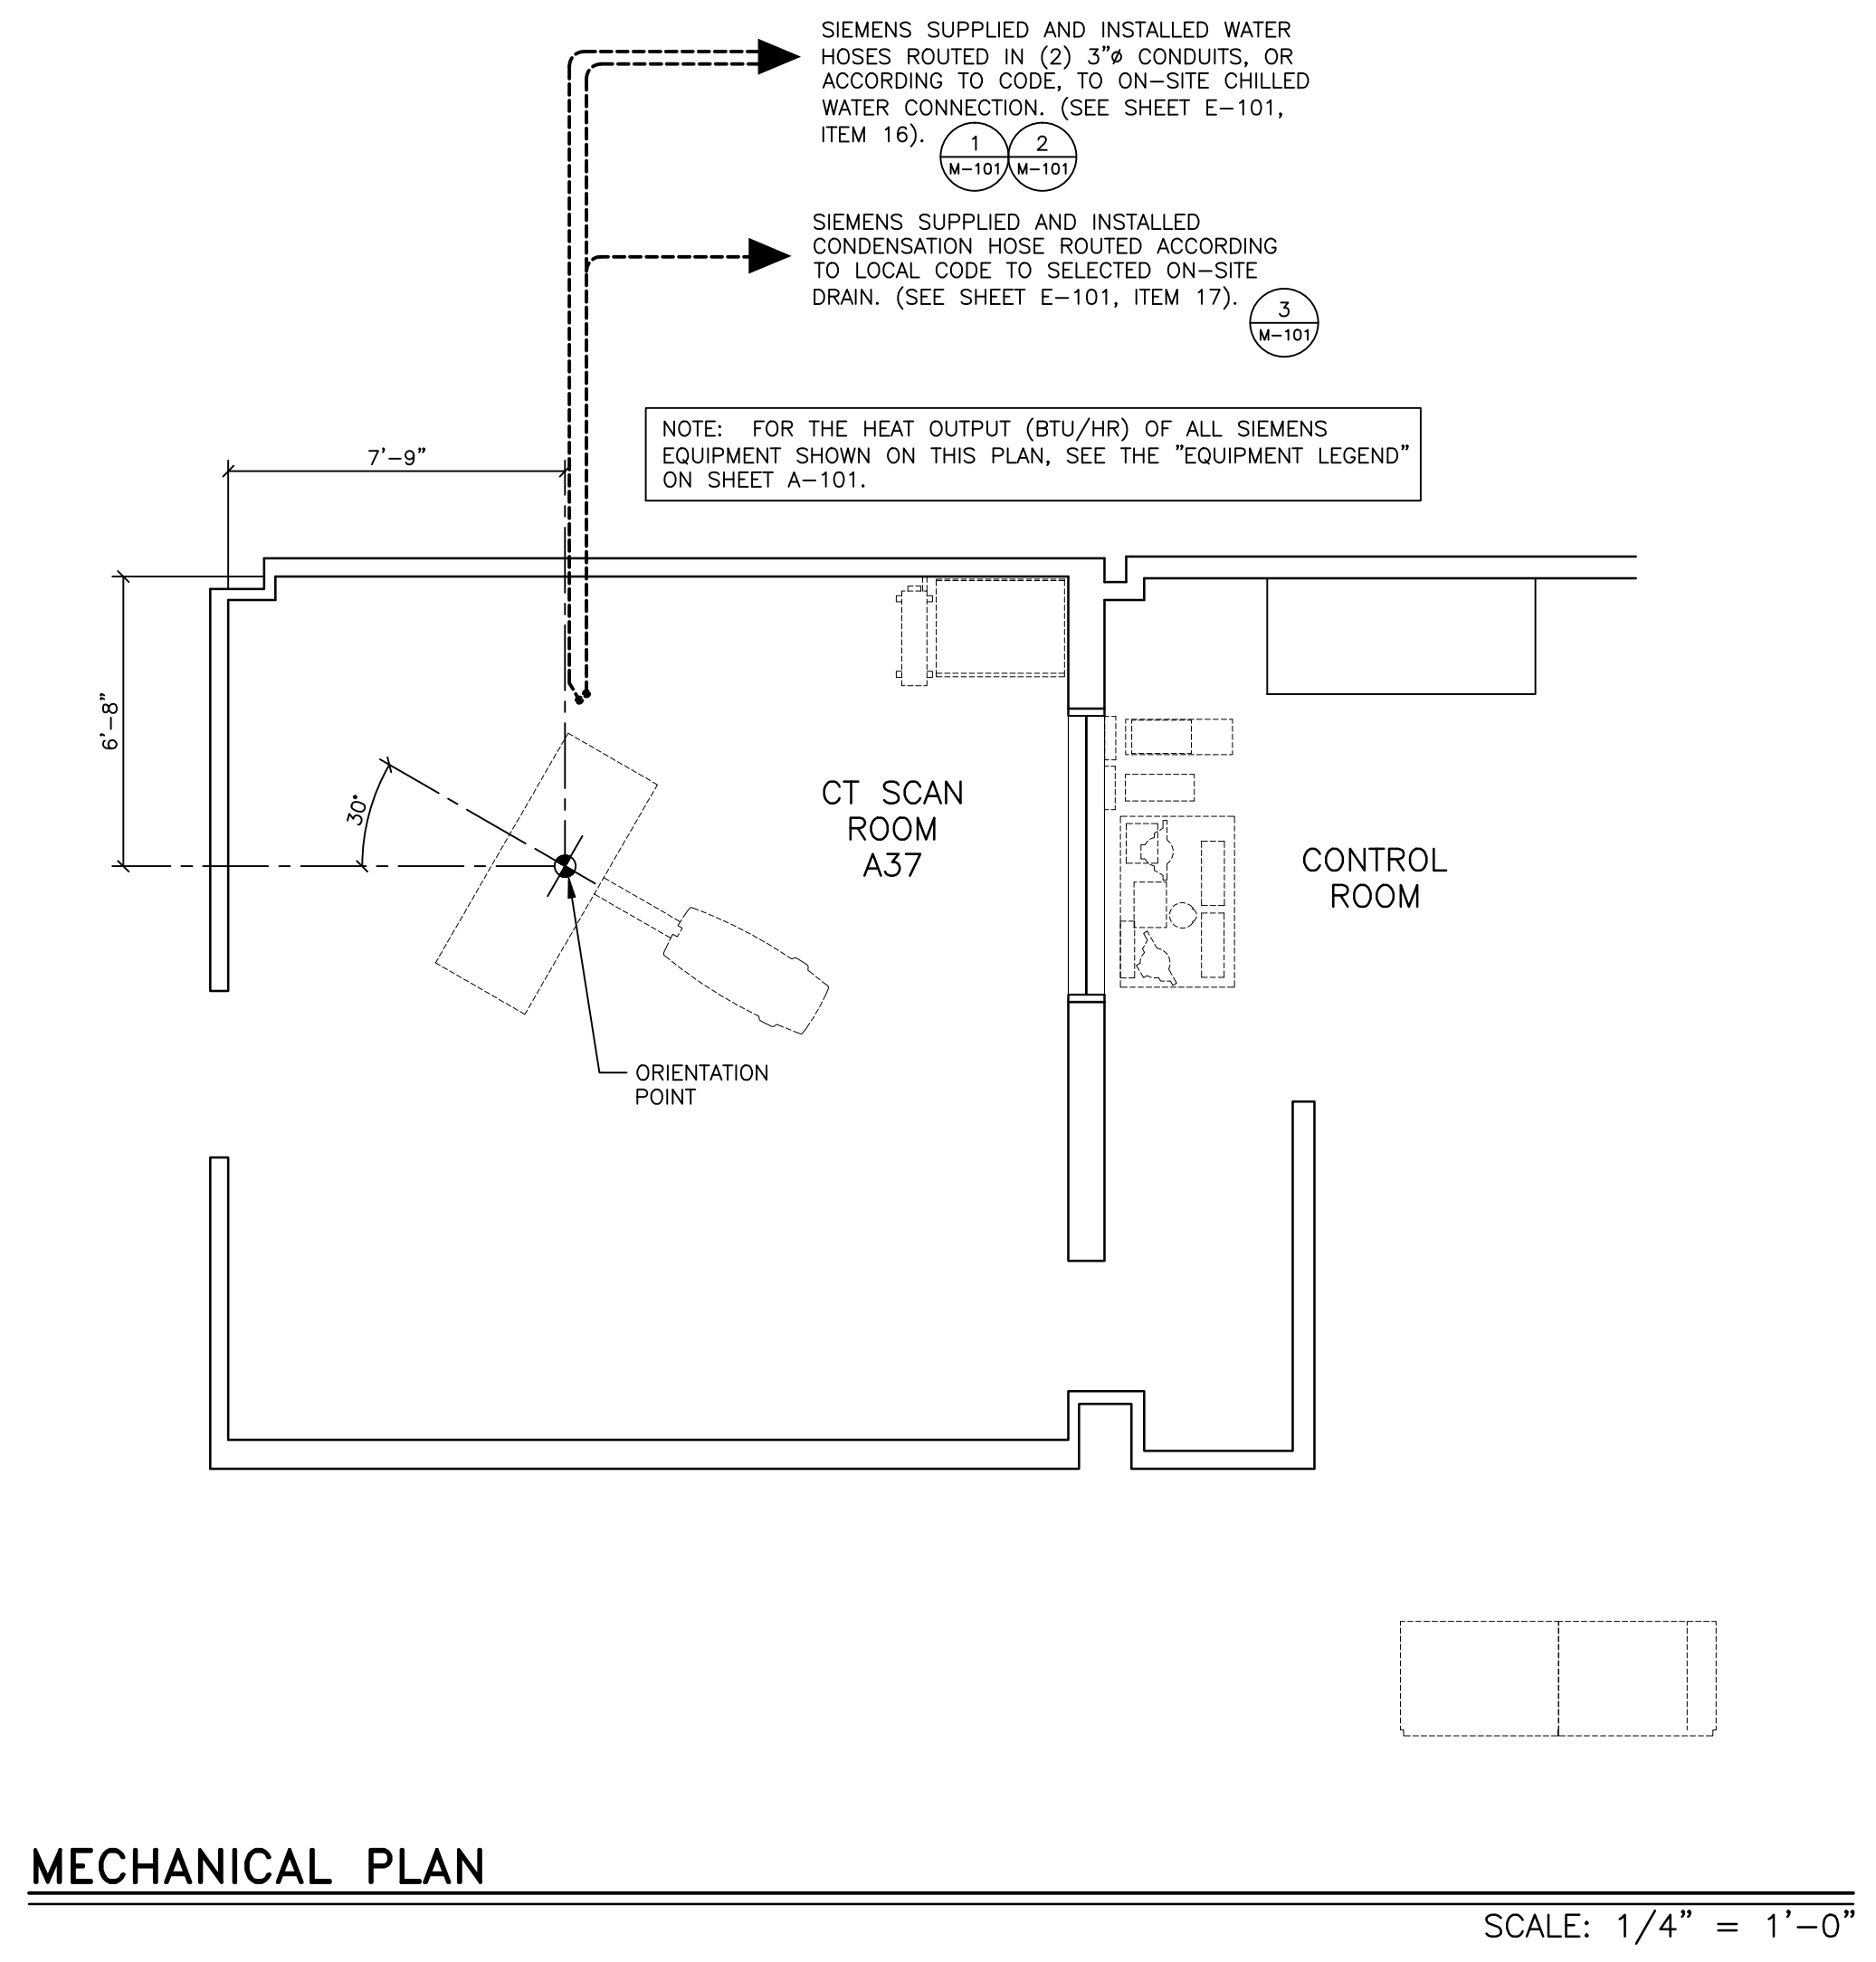 SIEMENS SUPPLIED AND INSTALLED WATER
HOSES ROUTED IN (2) 3"ø CONDUITS, OR
ACCORDING TO CODE, TO ON-SITE CHILLED
WATER CONNECTION. (SEE SHEET E-101,
ITEM 16).
1
M-101
2
M-101
SIEMENS SUPPLIED AND INSTALLED
CONDENSATION HOSE ROUTED ACCORDING
TO LOCAL CODE TO SELECTED ON-SITE
DRAIN. (SEE SHEET E-101, ITEM 17).
3
M-101
NOTE: FOR THE HEAT OUTPUT (BTU/HR) OF ALL SIEMENS
EQUIPMENT SHOWN ON THIS PLAN, SEE THE "EQUIPMENT LEGEND"
ON SHEET A-101.
7'-9"
6'-8"
30°
CT SCAN
ROOM
A37
CONTROL
ROOM
ORIENTATION
POINT
MECHANICAL PLAN
SCALE: 1/4" = 1'-0"